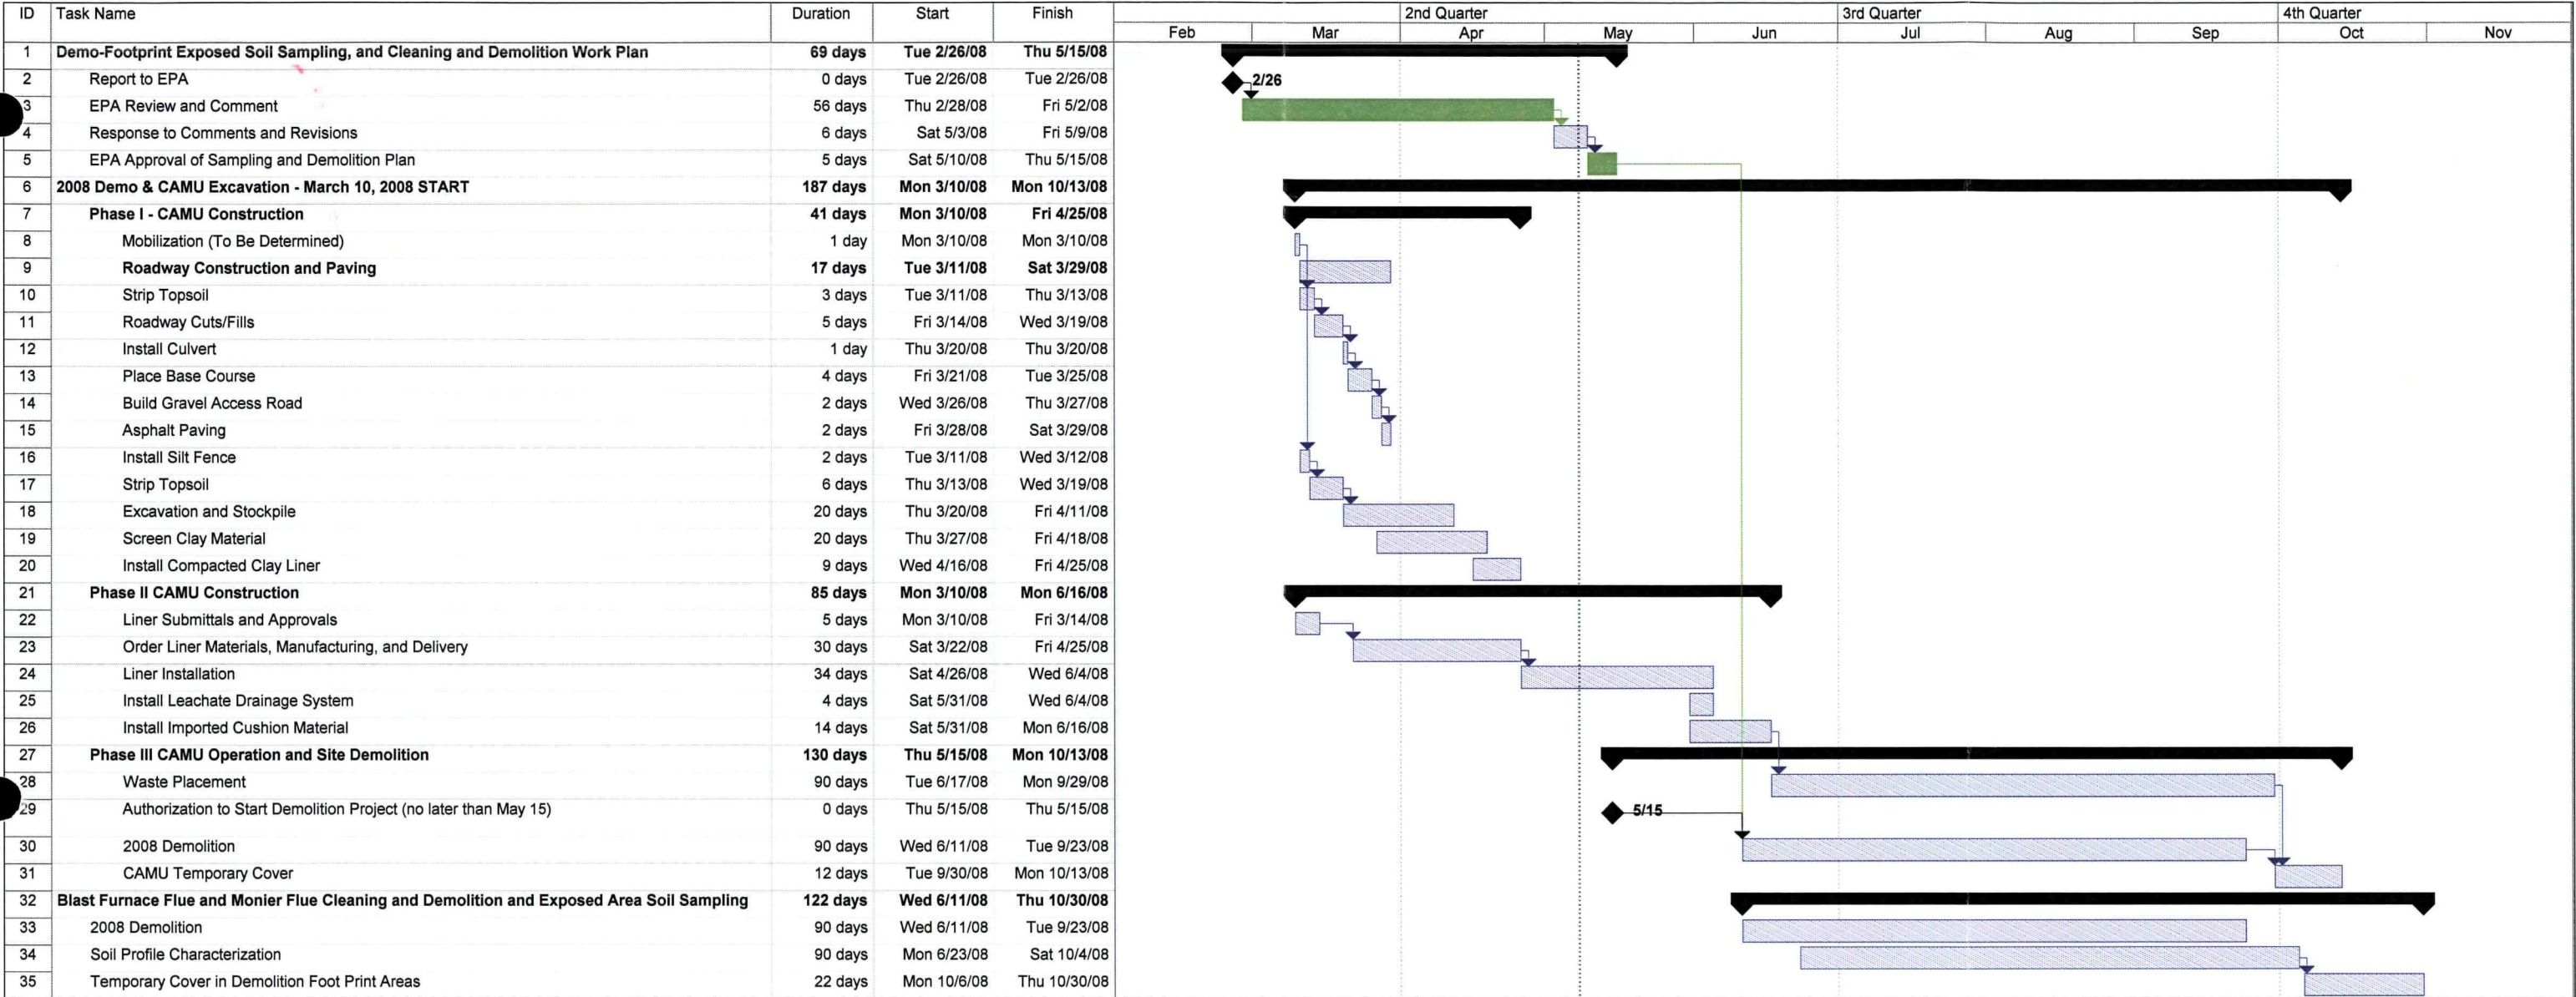 ID Task Name Duration Start Finish 2nd Quarter 3rd Quarter 4th Quarter
Feb Mar Apr May Jun Jul Aug Sep Oct Nov
1 Demo-Footprint Exposed Soil Sampling, and Cleaning and Demolition Work Plan 69 days Tue 2/26/08 Thu 5/15/08
2 Report to EPA 0 days Tue 2/26/08 Tue 2/26/08 2/26
3 EPA Review and Comment 56 days Thu 2/28/08 Fri 5/2/08
4 Response to Comments and Revisions 6 days Sat 5/3/08 Fri 5/9/08
5 EPA Approval of Sampling and Demolition Plan 5 days Sat 5/10/08 Thu 5/15/08
6 2008 Demo & CAMU Excavation - March 10, 2008 START 187 days Mon 3/10/08 Mon 10/13/08
7 Phase I - CAMU Construction 41 days Mon 3/10/08 Fri 4/25/08
8 Mobilization (To Be Determined) 1 day Mon 3/10/08 Mon 3/10/08
9 Roadway Construction and Paving 17 days Tue 3/11/08 Sat 3/29/08
10 Strip Topsoil 3 days Tue 3/11/08 Thu 3/13/08
11 Roadway Cuts/Fills 5 days Fri 3/14/08 Wed 3/19/08
12 Install Culvert 1 day Thu 3/20/08 Thu 3/20/08
13 Place Base Course 4 days Fri 3/21/08 Tue 3/25/08
14 Build Gravel Access Road 2 days Wed 3/26/08 Thu 3/27/08
15 Asphalt Paving 2 days Fri 3/28/08 Sat 3/29/08
16 Install Silt Fence 2 days Tue 3/11/08 Wed 3/12/08
17 Strip Topsoil 6 days Thu 3/13/08 Wed 3/19/08
18 Excavation and Stockpile 20 days Thu 3/20/08 Fri 4/11/08
19 Screen Clay Material 20 days Thu 3/27/08 Fri 4/18/08
20 Install Compacted Clay Liner 9 days Wed 4/16/08 Fri 4/25/08
21 Phase II CAMU Construction 85 days Mon 3/10/08 Mon 6/16/08
22 Liner Submittals and Approvals 5 days Mon 3/10/08 Fri 3/14/08
23 Order Liner Materials, Manufacturing, and Delivery 30 days Sat 3/22/08 Fri 4/25/08
24 Liner Installation 34 days Sat 4/26/08 Wed 6/4/08
25 Install Leachate Drainage System 4 days Sat 5/31/08 Wed 6/4/08
26 Install Imported Cushion Material 14 days Sat 5/31/08 Mon 6/16/08
27 Phase III CAMU Operation and Site Demolition 130 days Thu 5/15/08 Mon 10/13/08
28 Waste Placement 90 days Tue 6/17/08 Mon 9/29/08
29 Authorization to Start Demolition Project (no later than May 15) 0 days Thu 5/15/08 Thu 5/15/08 5/15
30 2008 Demolition 90 days Wed 6/11/08 Tue 9/23/08
31 CAMU Temporary Cover 12 days Tue 9/30/08 Mon 10/13/08
32 Blast Furnace Flue and Monier Flue Cleaning and Demolition and Exposed Area Soil Sampling 122 days Wed 6/11/08 Thu 10/30/08
33 2008 Demolition 90 days Wed 6/11/08 Tue 9/23/08
34 Soil Profile Characterization 90 days Mon 6/23/08 Sat 10/4/08
35 Temporary Cover in Demolition Foot Print Areas 22 days Mon 10/6/08 Thu 10/30/08